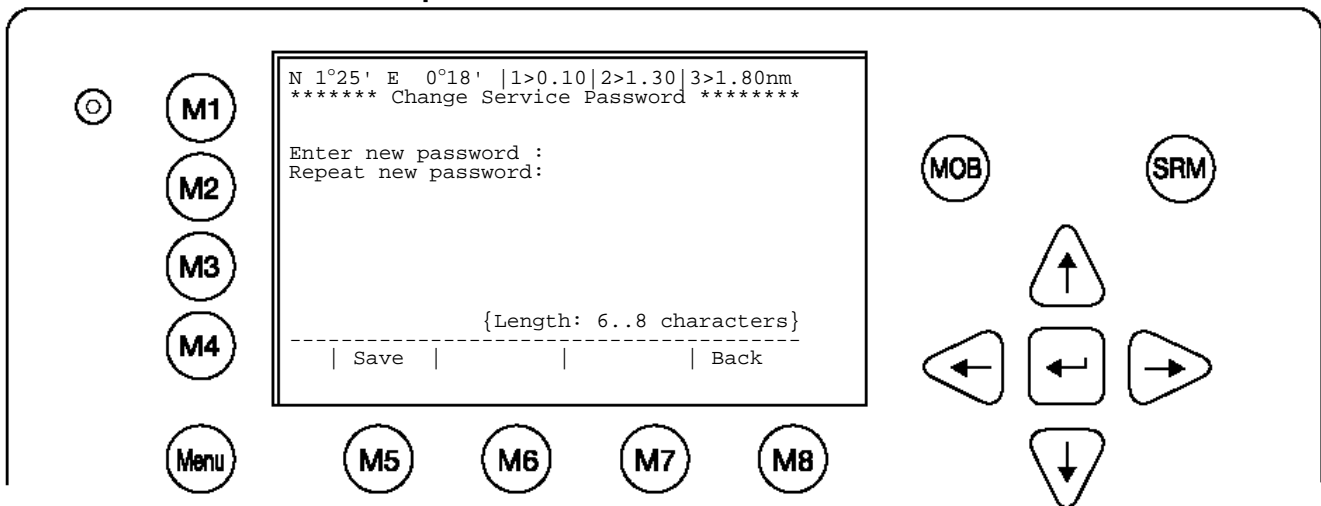 N 1°25' E  0°18' |1>0.10|2>1.30|3>1.80nm
******* Change Service Password ********
Enter new password :
Repeat new password:
{Length: 6..8 characters}
----------------------------------------
| Save |         |         | Back
M1
M2
M3
M4
Menu
M5
M6
M7
M8
MOB
SRM